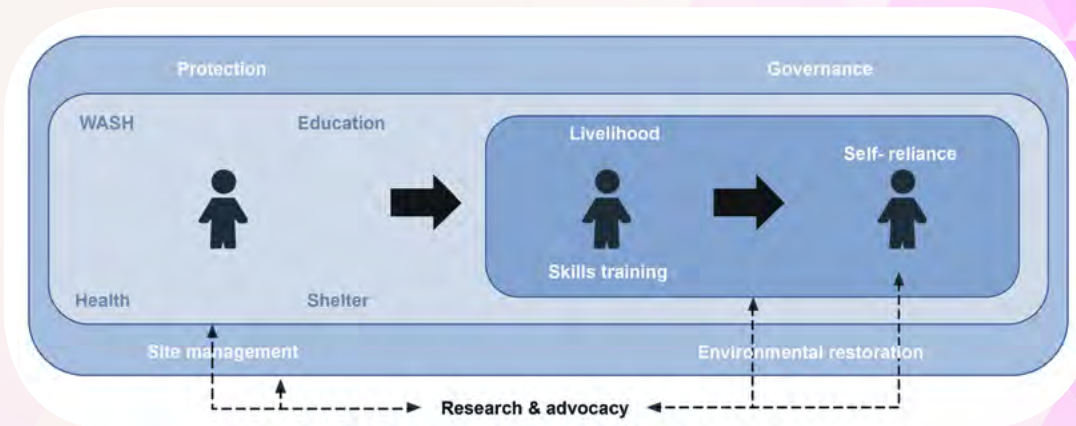 Protection
Governance
WASH
Education
Livelihood
Self- reliance
Skills training
Health
Shelter
Site management
Environmental restoration
Research & advocacy